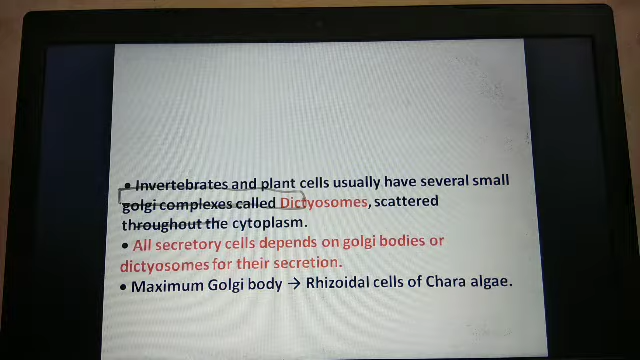 • Invertebrates and plant cells usually have several small
golgi complexes called Dictyosomes, scattered
throughout the cytoplasm.
• All secretory cells depends on golgi bodies or
dictyosomes for their secretion.
• Maximum Golgi body → Rhizoidal cells of Chara algae.